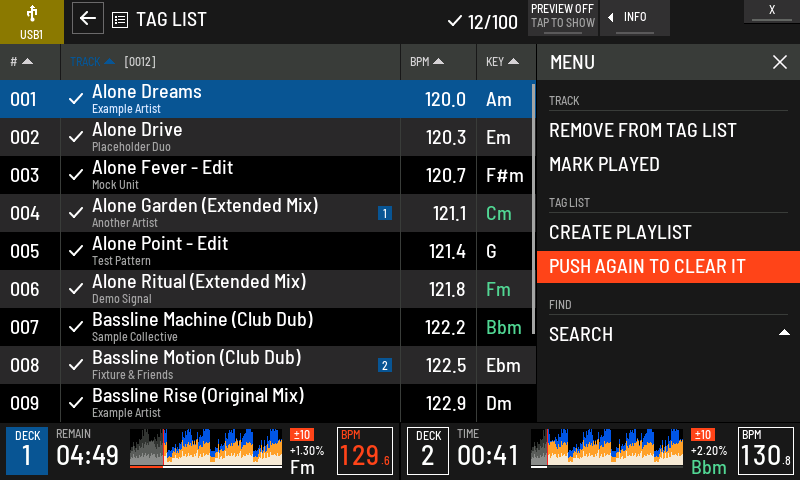 USB1
TAG LIST
12/100
PREVIEW OFF
TAP TO SHOW
INFO
X
# TRACK [0012] BPM KEY
001 Alone Dreams 120.0 Am
Example Artist
002 Alone Drive 120.3 Em
Placeholder Duo
003 Alone Fever - Edit 120.7 F#m
Mock Unit
004 Alone Garden (Extended Mix) 1 121.1 Cm
Another Artist
005 Alone Point - Edit 121.4 G
Test Pattern
006 Alone Ritual (Extended Mix) 121.8 Fm
Demo Signal
007 Bassline Machine (Club Dub) 122.2 Bbm
Sample Collective
008 Bassline Motion (Club Dub) 2 122.5 Ebm
Fixture & Friends
009 Bassline Rise (Original Mix) 122.9 Dm
Example Artist
MENU
TRACK
REMOVE FROM TAG LIST
MARK PLAYED
TAG LIST
CREATE PLAYLIST
PUSH AGAIN TO CLEAR IT
FIND
SEARCH
DECK 1
REMAIN
04:49
±10
+1.30%
Fm
BPM
129.6
DECK 2
TIME
00:41
±10
+2.20%
Bbm
BPM
130.8